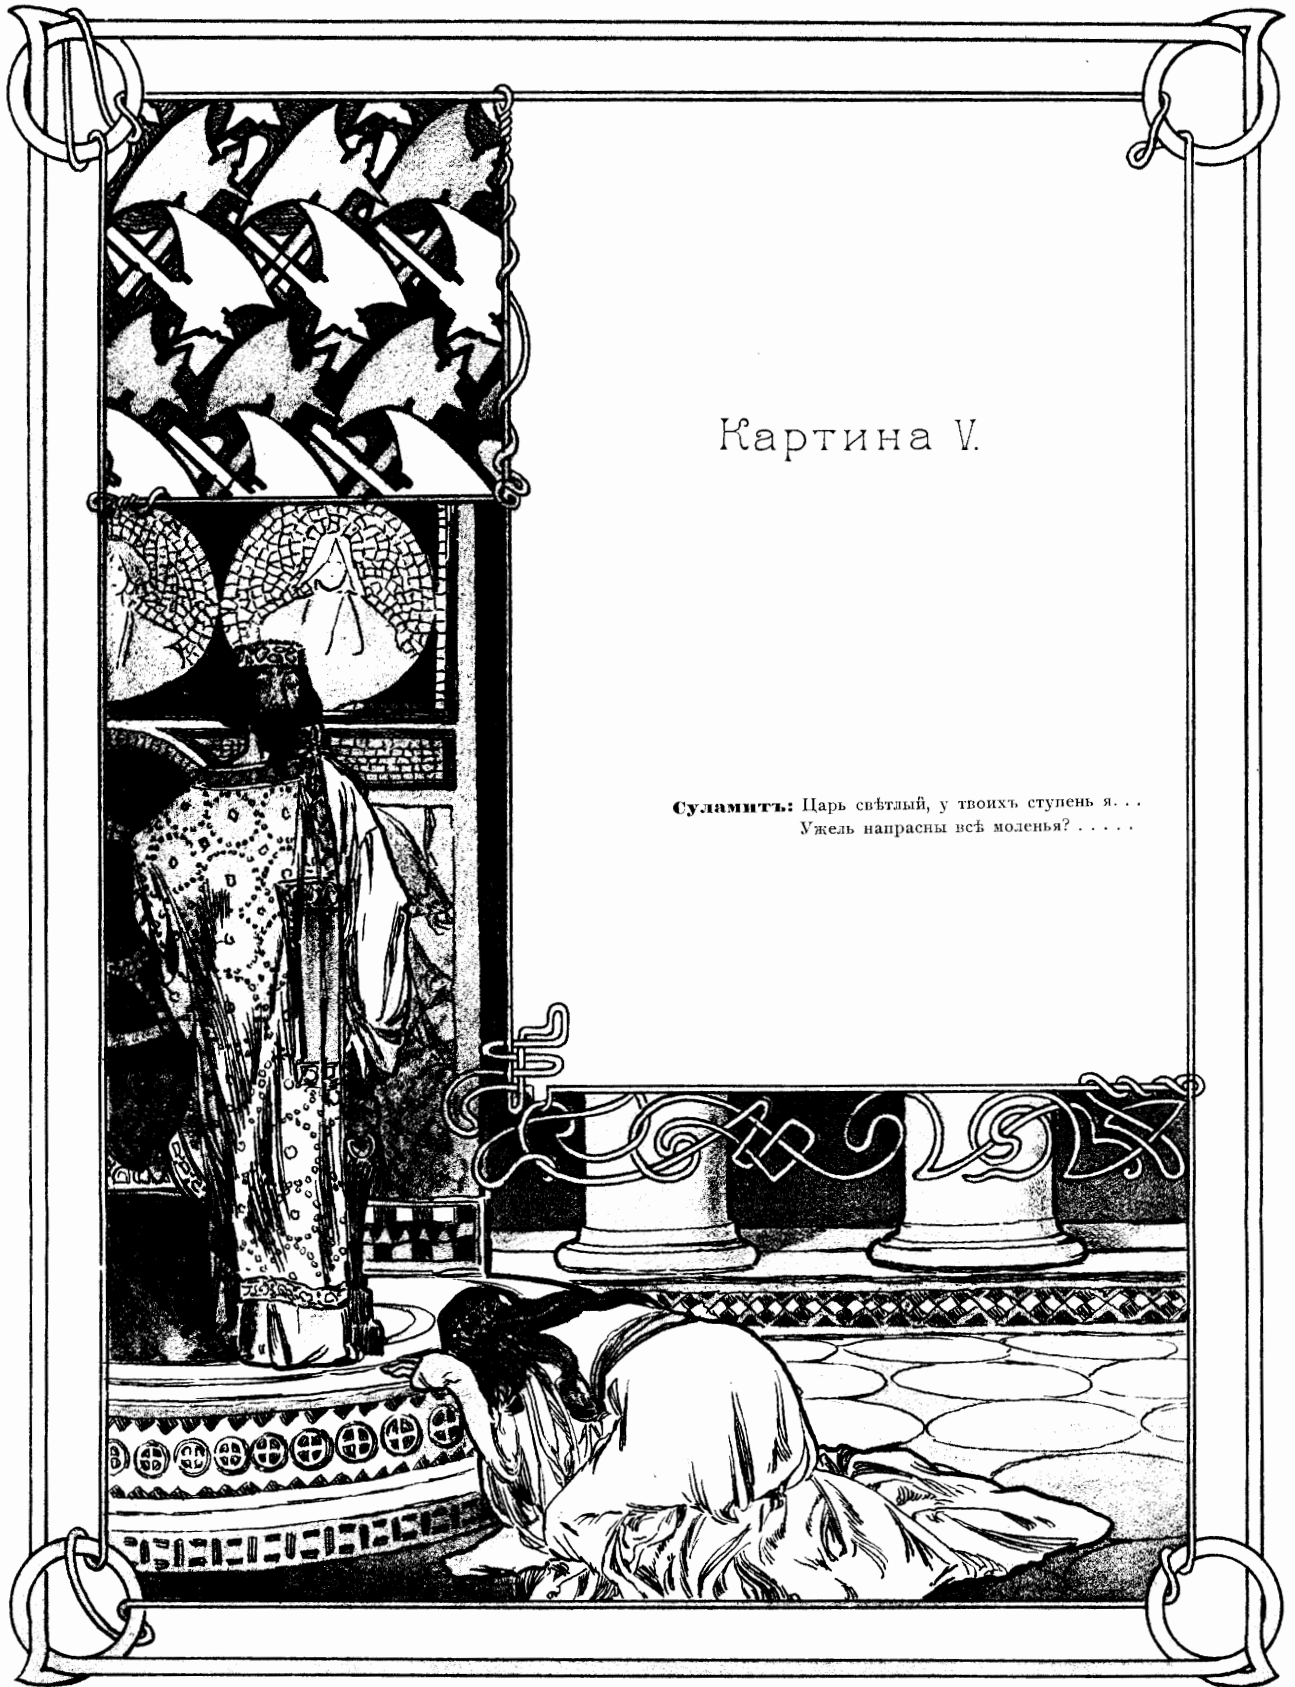 Картина V.
Суламитъ: Царь свѣтлый, у твоихъ ступень я. . .
Ужель напрасны всѣ моленья? . . . . .